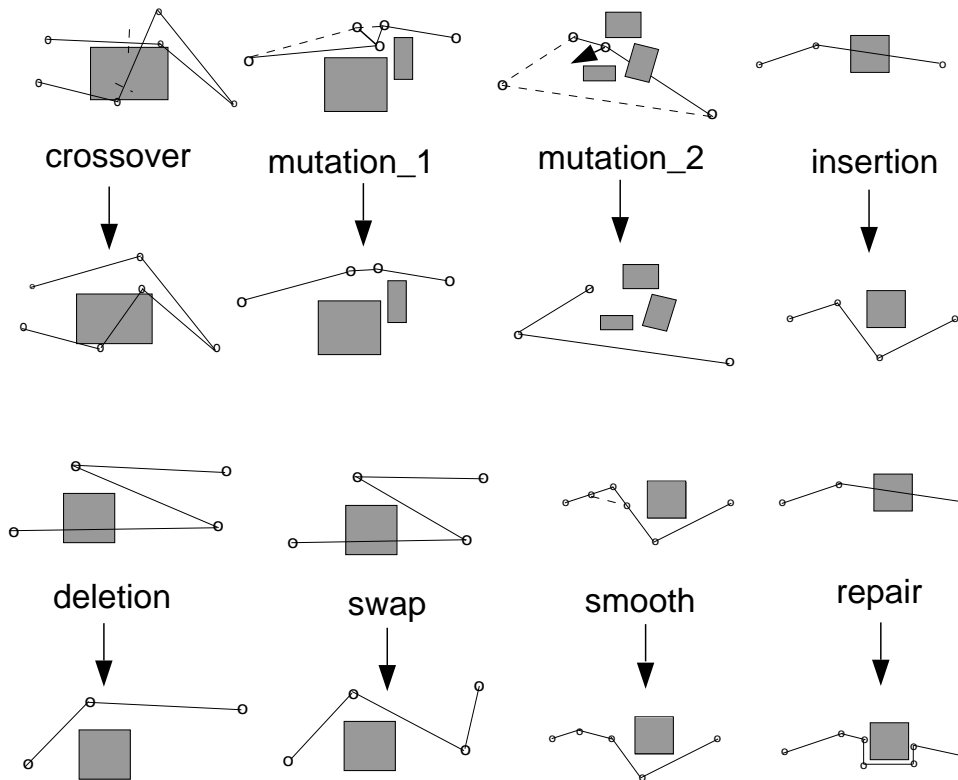 crossover
mutation_1
mutation_2
insertion
deletion
swap
smooth
repair